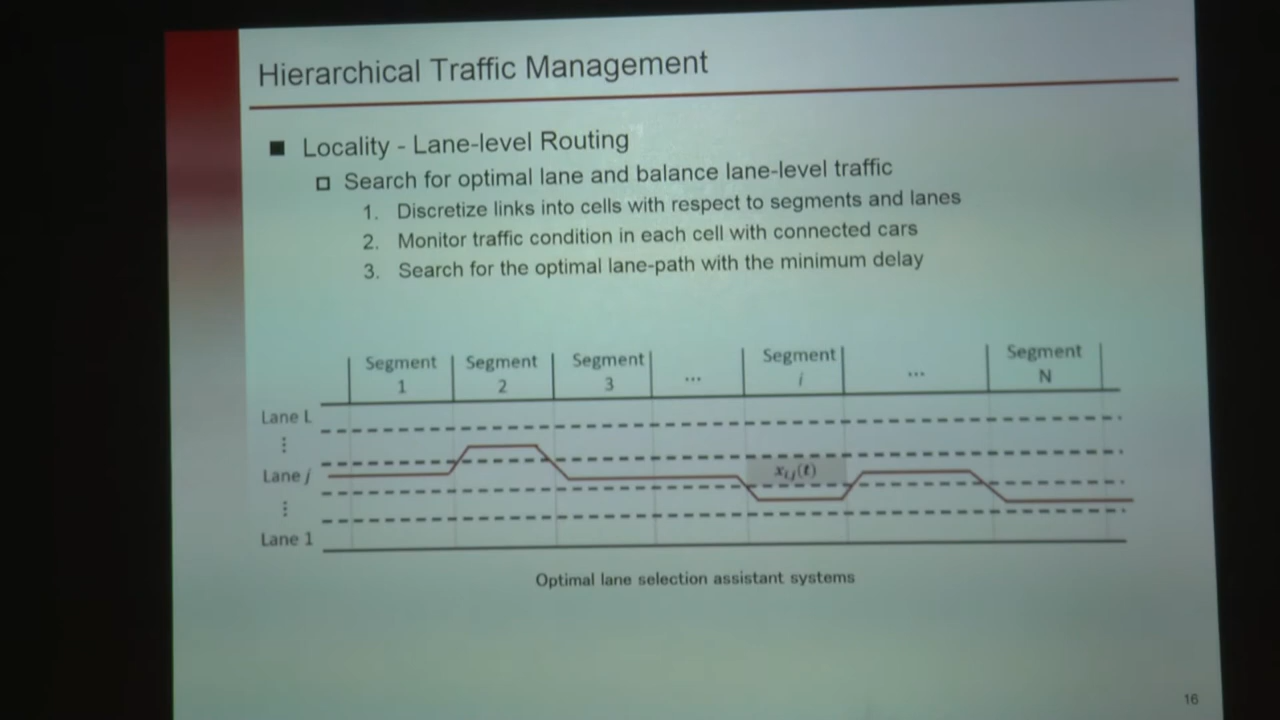 Hierarchical Traffic Management
■ Locality - Lane-level Routing
Search for optimal lane and balance lane-level traffic
1. Discretize links into cells with respect to segments and lanes
2. Monitor traffic condition in each cell with connected cars
3. Search for the optimal lane-path with the minimum delay
Segment 1
Segment 2
Segment 3
...
Segment i
...
Segment N
Lane L
⋮
Lane j
x_{i,j}(t)
⋮
Lane 1
Optimal lane selection assistant systems
16